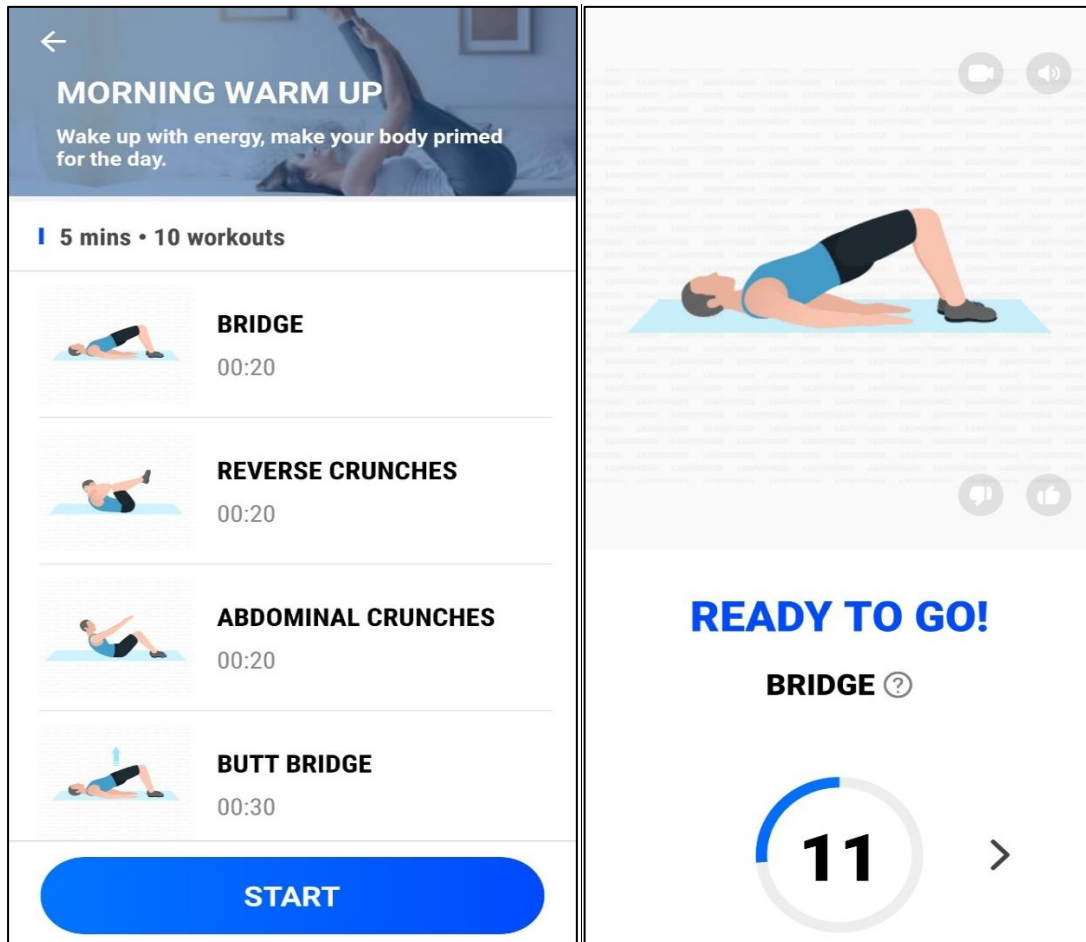 MORNING WARM UP
Wake up with energy, make your body primed
for the day.
5 mins • 10 workouts
BRIDGE
00:20
REVERSE CRUNCHES
00:20
ABDOMINAL CRUNCHES
00:20
BUTT BRIDGE
00:30
START
READY TO GO!
BRIDGE ?
11